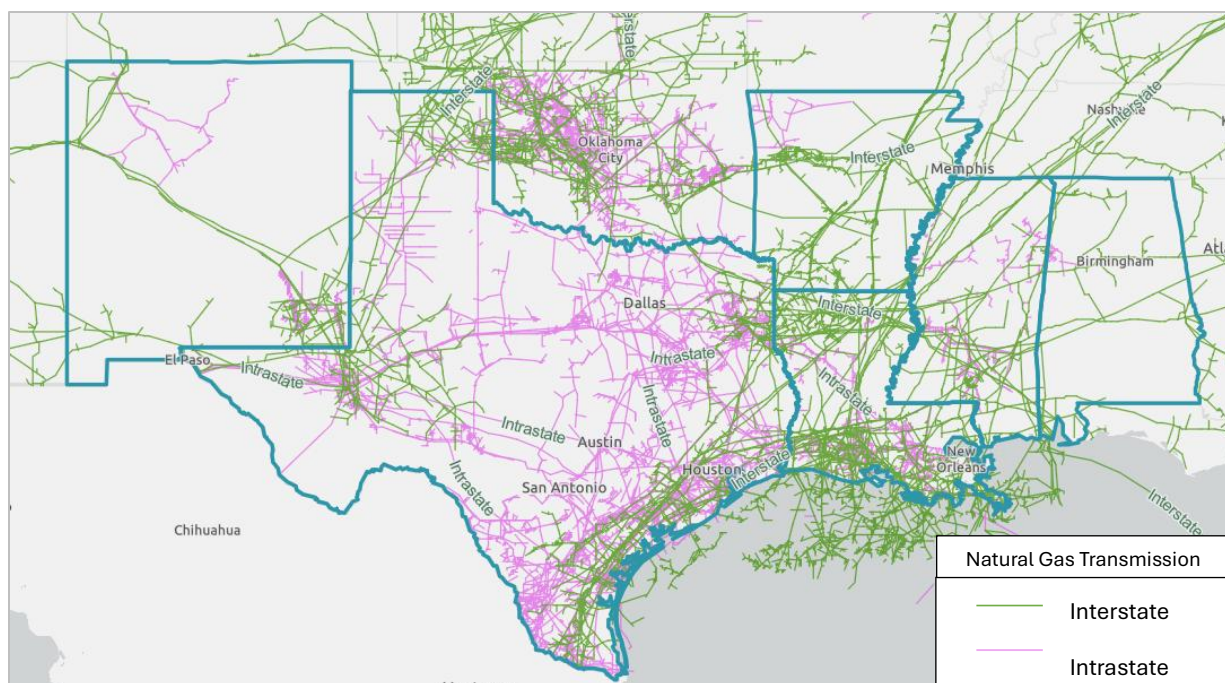 Interstate
Interstate
Nashville
Interstate
Oklahoma
City
Interstate
Memphis
Birmingham
Atl
Dallas
Interstate
El Paso
Intrastate
Intrastate
Intrastate
Intrastate
Intrastate
Austin
Houston
Interstate
New
Orleans
San Antonio
Intrastate
Interstate
Chihuahua
Natural Gas Transmission
Interstate
Intrastate